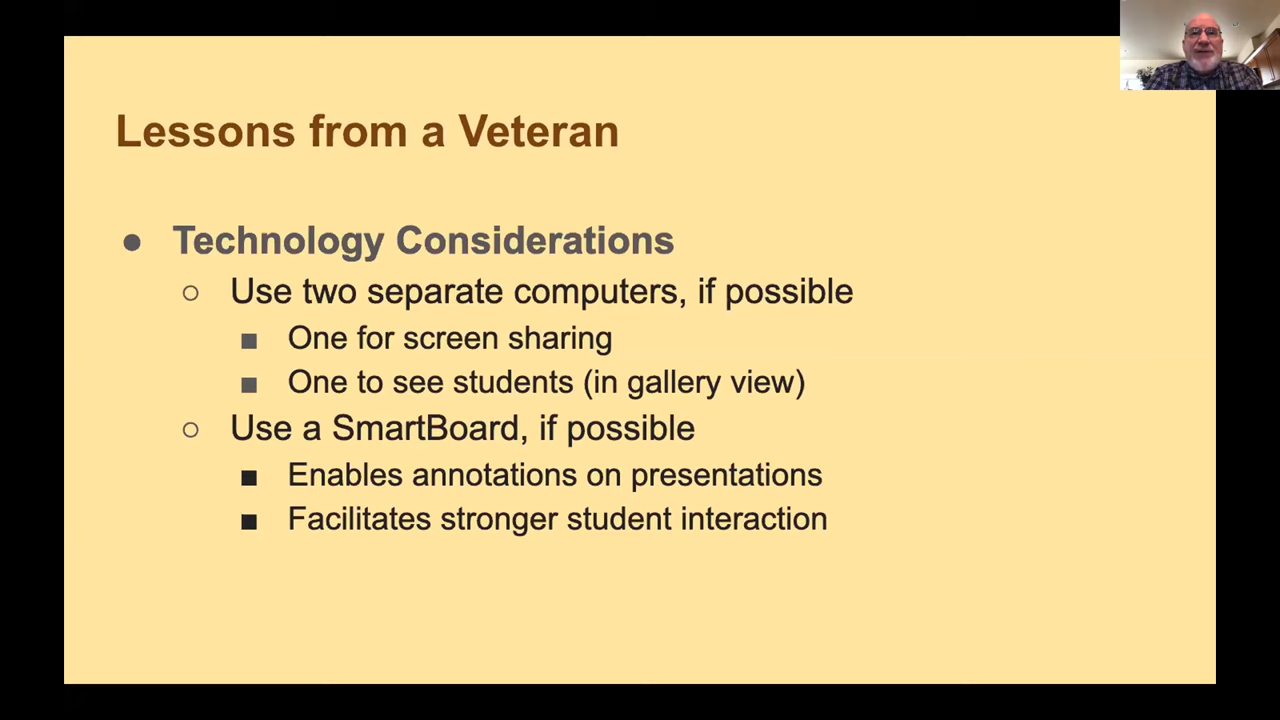 Lessons from a Veteran
● Technology Considerations
○ Use two separate computers, if possible
■ One for screen sharing
■ One to see students (in gallery view)
○ Use a SmartBoard, if possible
■ Enables annotations on presentations
■ Facilitates stronger student interaction